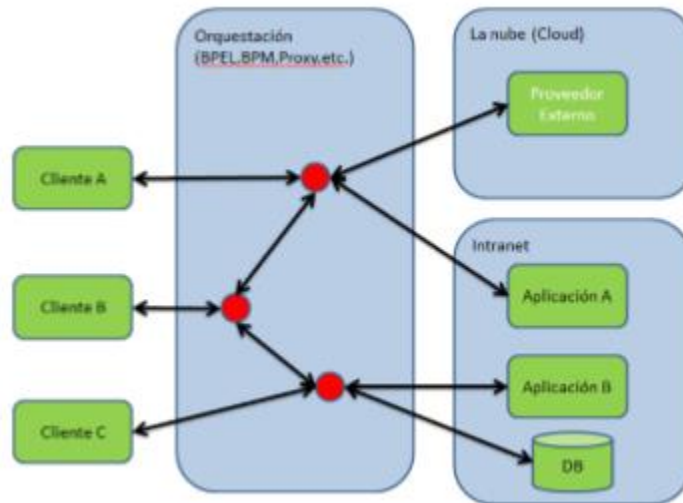 Orquestación
(BPEL,BPM,Proxy,etc.)
La nube (Cloud)
Proveedor
Externo
Cliente A
Intranet
Cliente B
Aplicación A
Aplicación B
Cliente C
DB